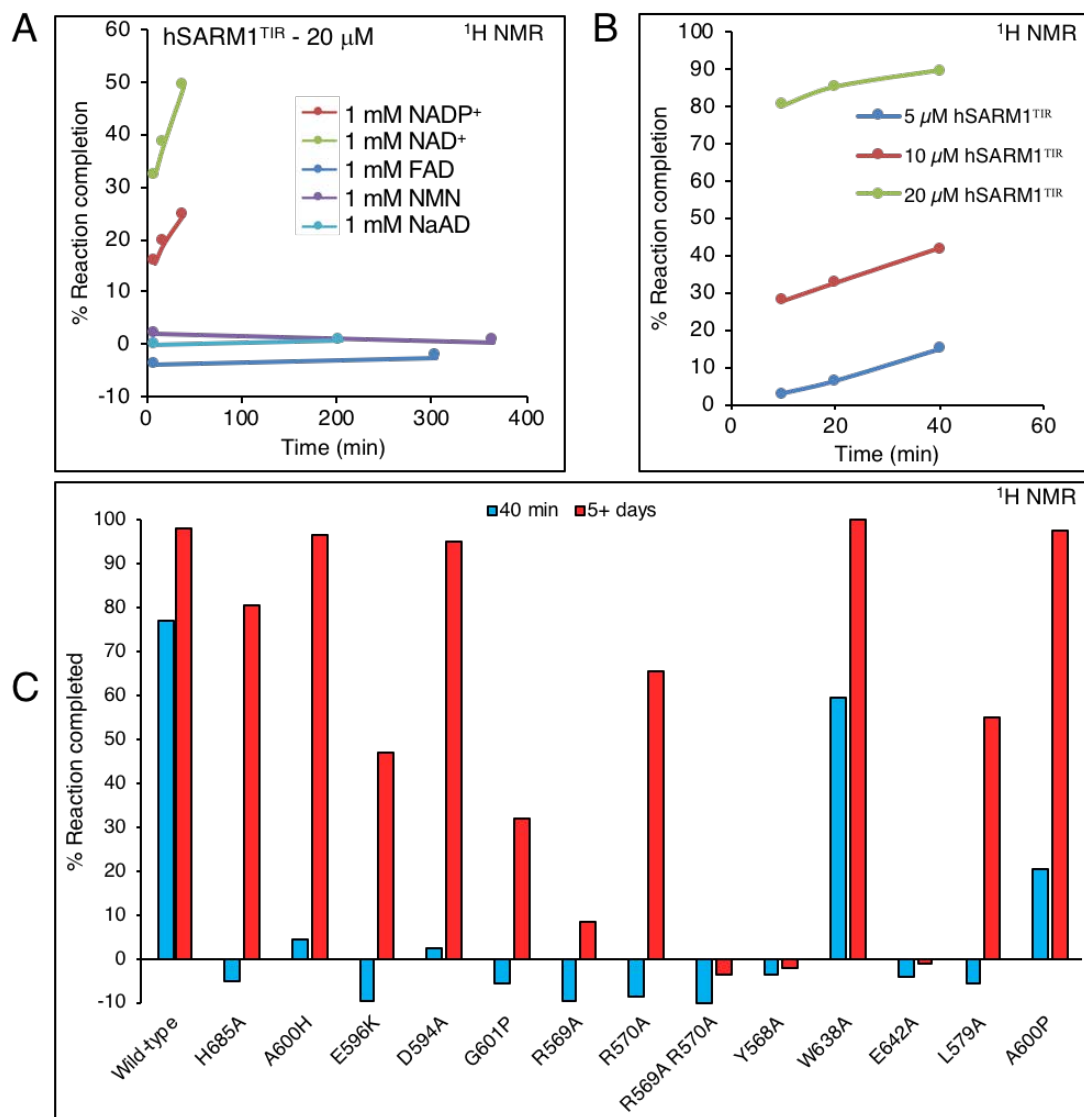 A
hSARM1TIR - 20 µM
1H NMR
% Reaction completion
60
50
40
30
20
10
0
-10
1 mM NADP+
1 mM NAD+
1 mM FAD
1 mM NMN
1 mM NaAD
0 100 200 300 400
Time (min)
B
1H NMR
% Reaction completion
100
90
80
70
60
50
40
30
20
10
0
5 µM hSARM1TIR
10 µM hSARM1TIR
20 µM hSARM1TIR
0 20 40 60
Time (min)
C
1H NMR
40 min 5+ days
% Reaction completed
100
90
80
70
60
50
40
30
20
10
0
-10
Wild-type
H685A
A600H
E596K
D594A
G601P
R569A
R570A
R569A R570A
Y568A
W638A
E642A
L579A
A600P